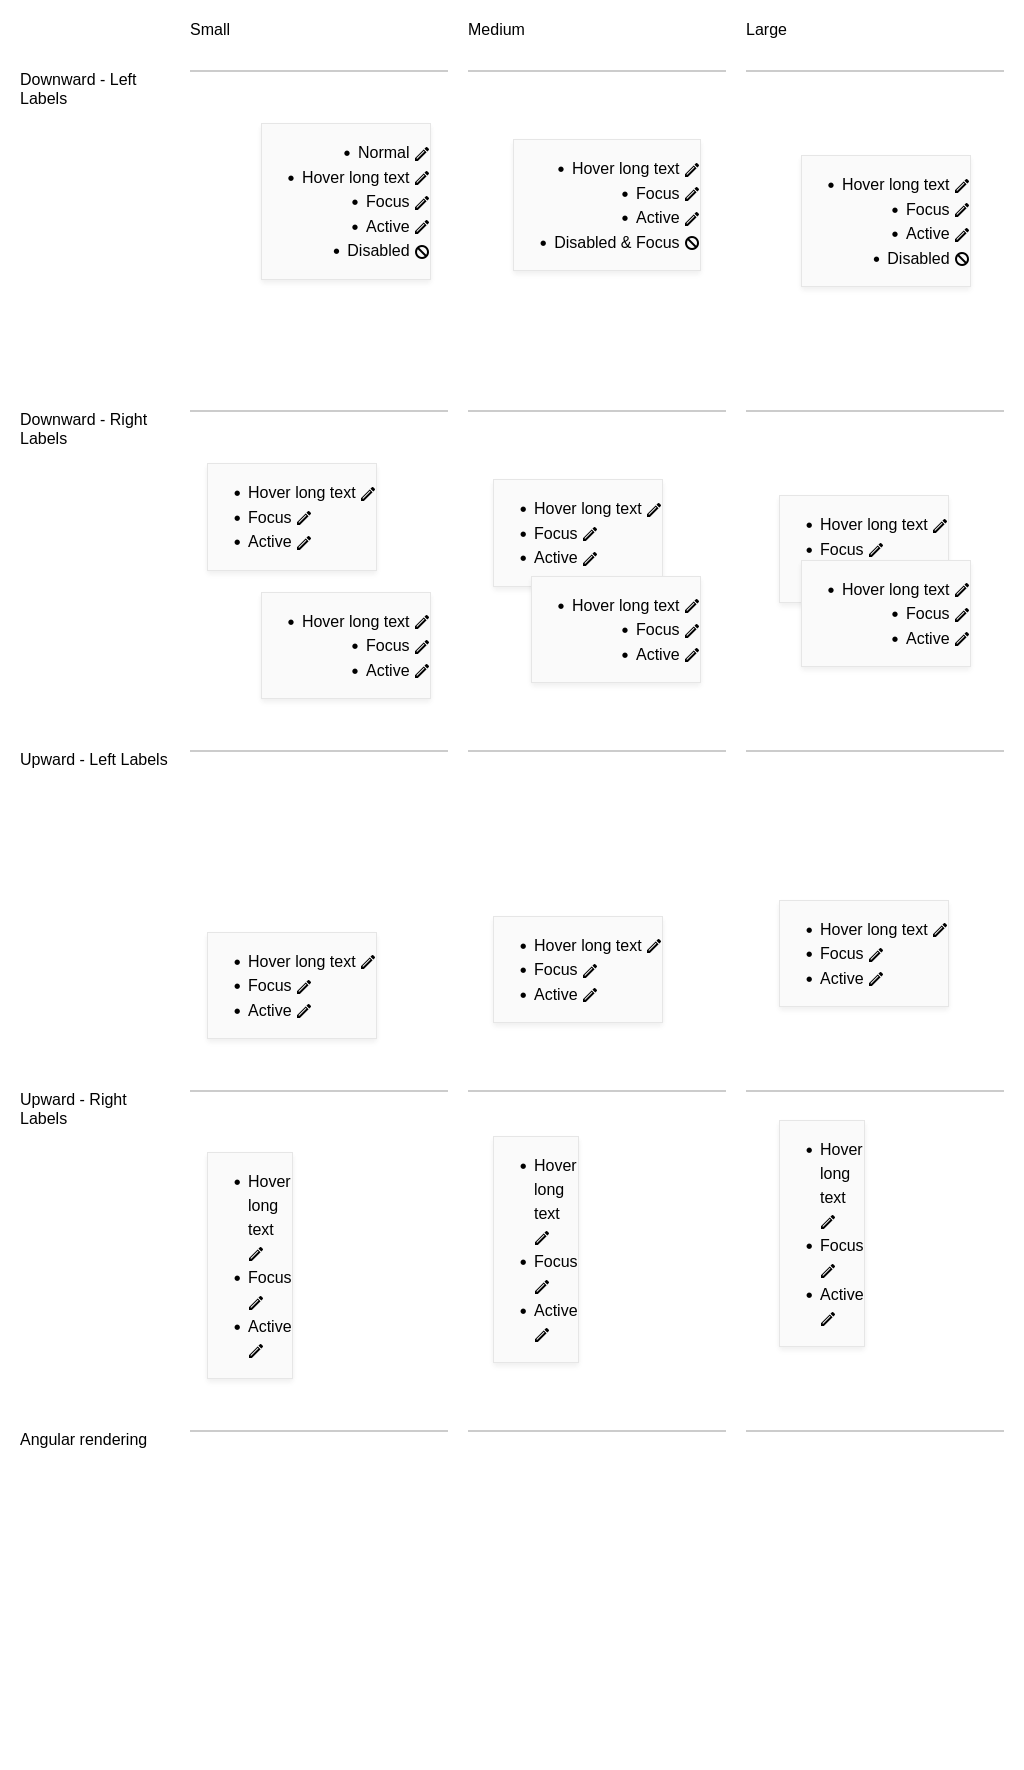 Small
Medium
Large
Downward - Left
Labels
Normal
Hover long text
Focus
Active
Disabled
Hover long text
Focus
Active
Disabled & Focus
Hover long text
Focus
Active
Disabled
Downward - Right
Labels
Hover long text
Focus
Active
Hover long text
Focus
Active
Hover long text
Focus
Active
Hover long text
Focus
Active
Hover long text
Focus
Hover long text
Focus
Active
Upward - Left Labels
Hover long text
Focus
Active
Hover long text
Focus
Active
Hover long text
Focus
Active
Upward - Right
Labels
Hover
long
text
Focus
Active
Hover
long
text
Focus
Active
Hover
long
text
Focus
Active
Angular rendering